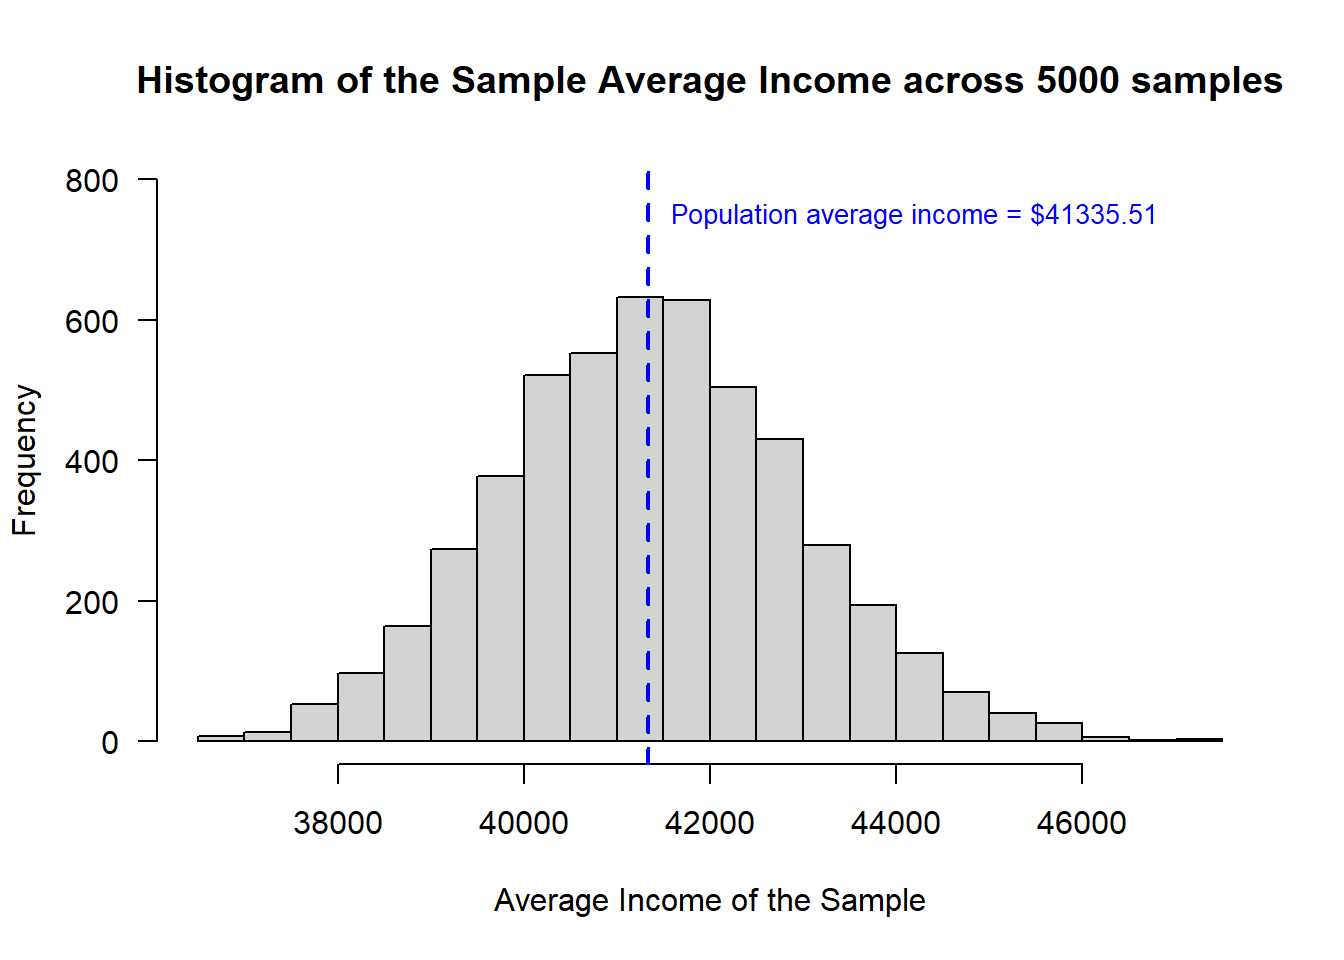 Histogram of the Sample Average Income across 5000 samples
800
Population average income = $41335.51
600
400
200
0
Frequency
38000 40000 42000 44000 46000
Average Income of the Sample